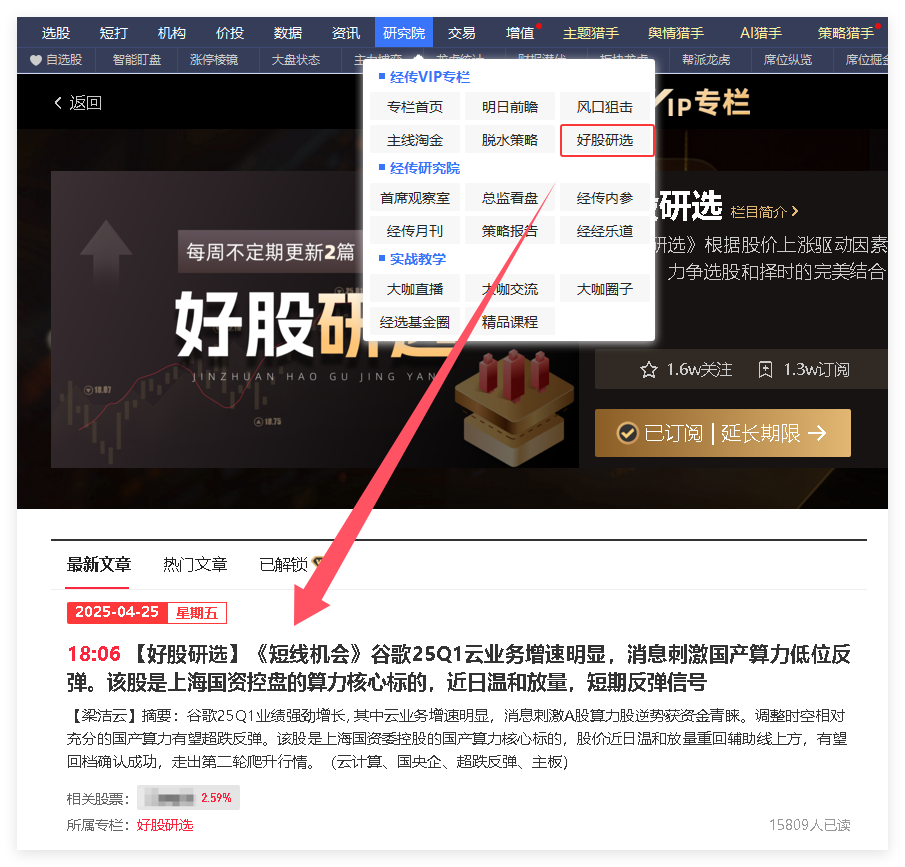 选股 短打 机构 价投 数据 资讯 研究院 交易 增值 主题猎手 舆情猎手 AI猎手 策略猎手
自选股 智能盯盘 涨停棱镜 大盘状态 帮派龙虎 席位纵览 席位掘金
返回
VIP专栏
经传VIP专栏
专栏首页 明日前瞻 风口狙击
主线淘金 脱水策略 好股研选
经传研究院
首席观察室 总监看盘 经传内参
经传月刊 策略报告 经经乐道
实战教学
大咖直播 大咖交流 大咖圈子
经选基金圈 精品课程
每周不定期更新2篇
好股研选
JINZHUAN HAO GU JING YAN
18.07
18.75
股研选 栏目简介
研选》根据股价上涨驱动因素
力争选股和择时的完美结合
1.6w关注 1.3w订阅
已订阅 | 延长期限
最新文章 热门文章 已解锁
2025-04-25 星期五
18:06 【好股研选】《短线机会》谷歌25Q1云业务增速明显，消息刺激国产算力低位反
弹。该股是上海国资控盘的算力核心标的，近日温和放量，短期反弹信号
【梁洁云】摘要：谷歌25Q1业绩强劲增长, 其中云业务增速明显，消息刺激A股算力股逆势获资金青睐。调整时空相对
充分的国产算力有望超跌反弹。该股是上海国资委控股的国产算力核心标的，股价近日温和放量重回辅助线上方，有望
回档确认成功，走出第二轮爬升行情。（云计算、国央企、超跌反弹、主板）
相关股票： 2.59%
所属专栏：好股研选
15809人已读